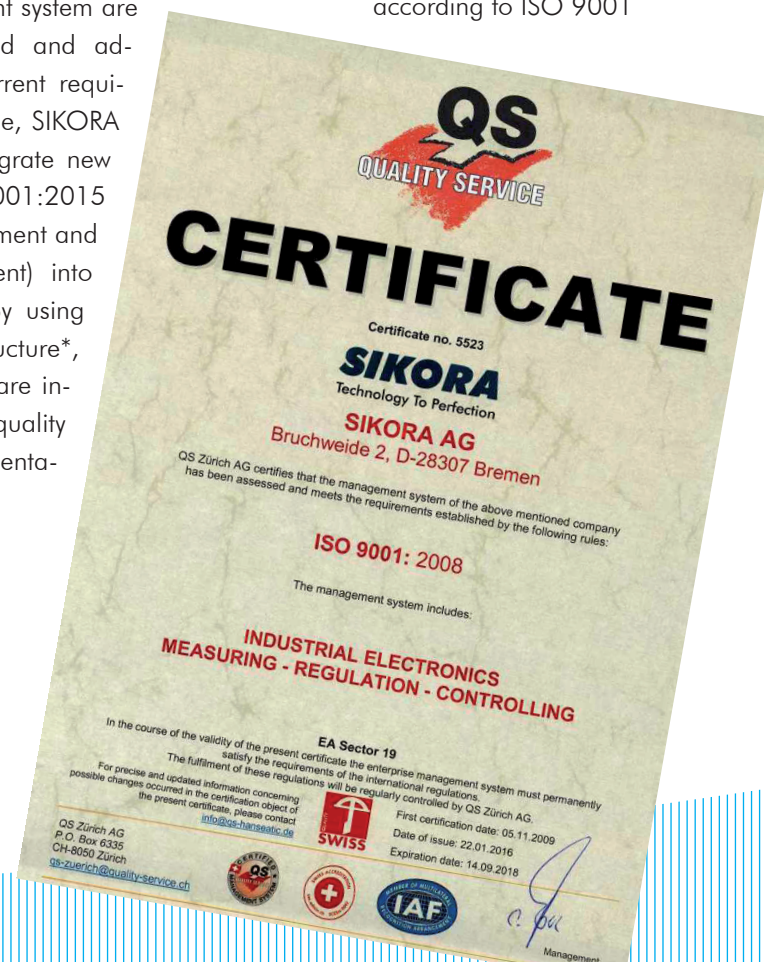 nt system are
d and ad-
rrent requi-
e, SIKORA
grate new
001:2015
ment and
ent) into
y using
ucture*,
are in-
quality
enta-
according to ISO 9001
QS
QUALITY SERVICE
CERTIFICATE
Certificate no. 5523
SIKORA
Technology To Perfection
SIKORA AG
Bruchweide 2, D-28307 Bremen
QS Zürich AG certifies that the management system of the above mentioned company
has been assessed and meets the requirements established by the following rules:
ISO 9001: 2008
The management system includes:
INDUSTRIAL ELECTRONICS
MEASURING - REGULATION - CONTROLLING
EA Sector 19
In the course of the validity of the present certificate the enterprise management system must permanently
satisfy the requirements of the international regulations.
The fulfilment of these regulations will be regularly controlled by QS Zürich AG.
For precise and updated information concerning
possible changes occurred in the certification object of
the present certificate, please contact
info@qs-hanseatic.de
SWISS
First certification date: 05.11.2009
Date of issue: 22.01.2016
Expiration date: 14.09.2018
QS Zürich AG
P.O. Box 6335
CH-8050 Zürich
qs-zuerich@quality-service.ch
CERTIFIED
QS
MEMBER OF MULTILATERAL
RECOGNITION ARRANGEMENT
IAF
Management